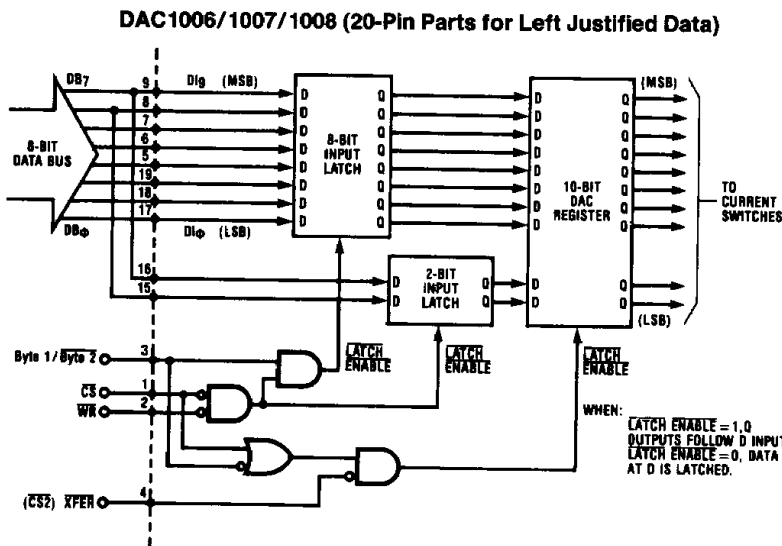 DAC1006/1007/1008 (20-Pin Parts for Left Justified Data)
DB7
9
DI9 (MSB)
8
7
6
5
19
18
17
DBΦ
DIΦ (LSB)
8-BIT
DATA BUS
D
D
D
D
D
D
D
D
Q
Q
Q
Q
Q
Q
Q
Q
8-BIT
INPUT
LATCH
D
D
D
D
D
D
D
D
D
D
Q
Q
Q
Q
Q
Q
Q
Q
Q
Q
10-BIT
DAC
REGISTER
(MSB)
(LSB)
TO
CURRENT
SWITCHES
16
15
D
D
Q
Q
2-BIT
INPUT
LATCH
Byte 1/Byte 2
3
CS
1
WR
2
LATCH
ENABLE
LATCH
ENABLE
LATCH
ENABLE
WHEN:
LATCH ENABLE = 1,Q
OUTPUTS FOLLOW D INPUT
LATCH ENABLE = 0, DATA
AT D IS LATCHED.
(CS2) XFER
4